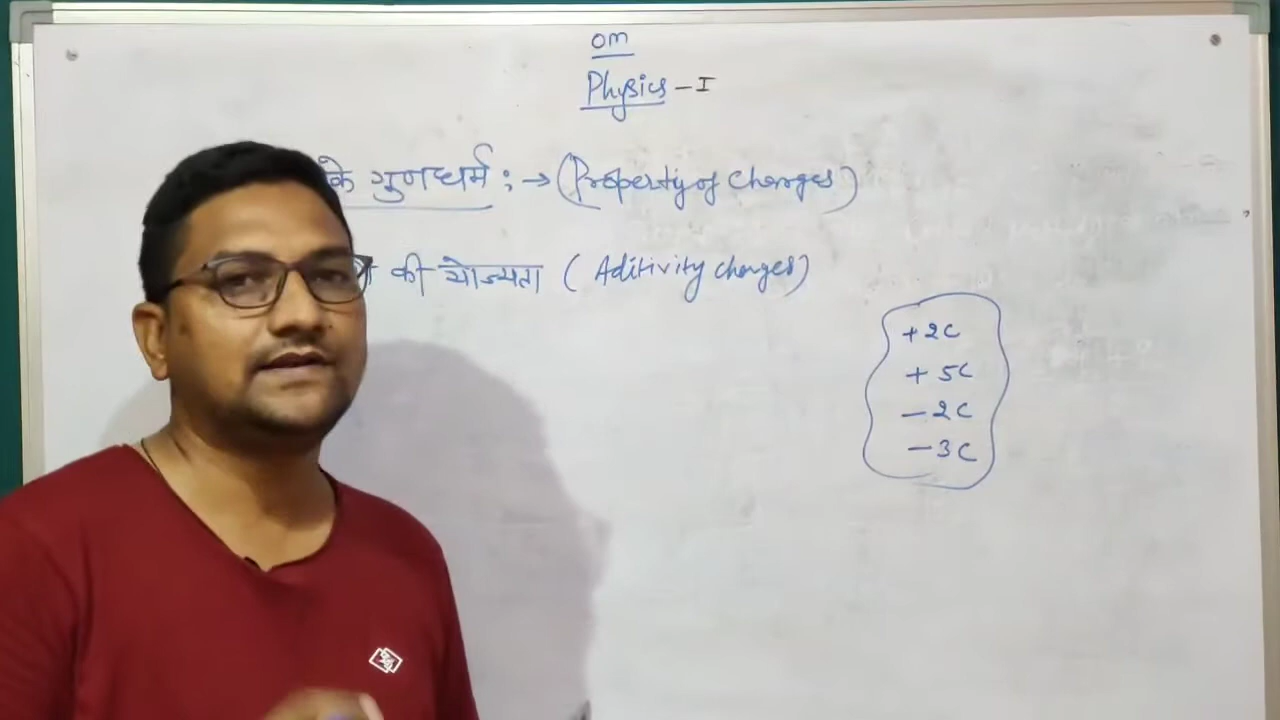 om
Physics - I
के गुणधर्म : → (Property of Charges)
की योज्यता ( Aditivity charges)
+2C
+5C
-2C
-3C